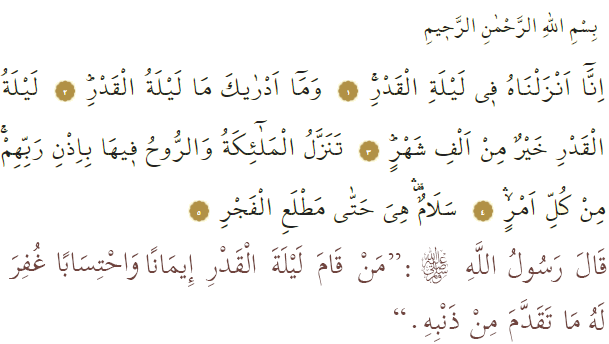 بِسْمِ اللهِ الرَّحْمٰنِ الرَّح۪يمِ
اِنَّٓا اَنْزَلْنَاهُ ف۪ي لَيْلَةِ الْقَدْرِۚ ١ وَمَٓا اَدْرٰيكَ مَا لَيْلَةُ الْقَدْرِۜ ٢ لَيْلَةُ
الْقَدْرِ خَيْرٌ مِنْ اَلْفِ شَهْرٍۜ ٣ تَنَزَّلُ الْمَلٰٓئِكَةُ وَالرُّوحُ ف۪يهَا بِاِذْنِ رَبِّهِمْۚ
مِنْ كُلِّ اَمْرٍۙۛ ٤ سَلَامٌ۠ۛ هِيَ حَتّٰى مَطْلَعِ الْفَجْرِ ٥
قَالَ رَسُولُ اللَّهِ ﷺ :”مَنْ قَامَ لَيْلَةَ الْقَدْرِ إِيمَانًا وَاحْتِسَابًا غُفِرَ
لَهُ مَا تَقَدَّمَ مِنْ ذَنْبِهِ.“